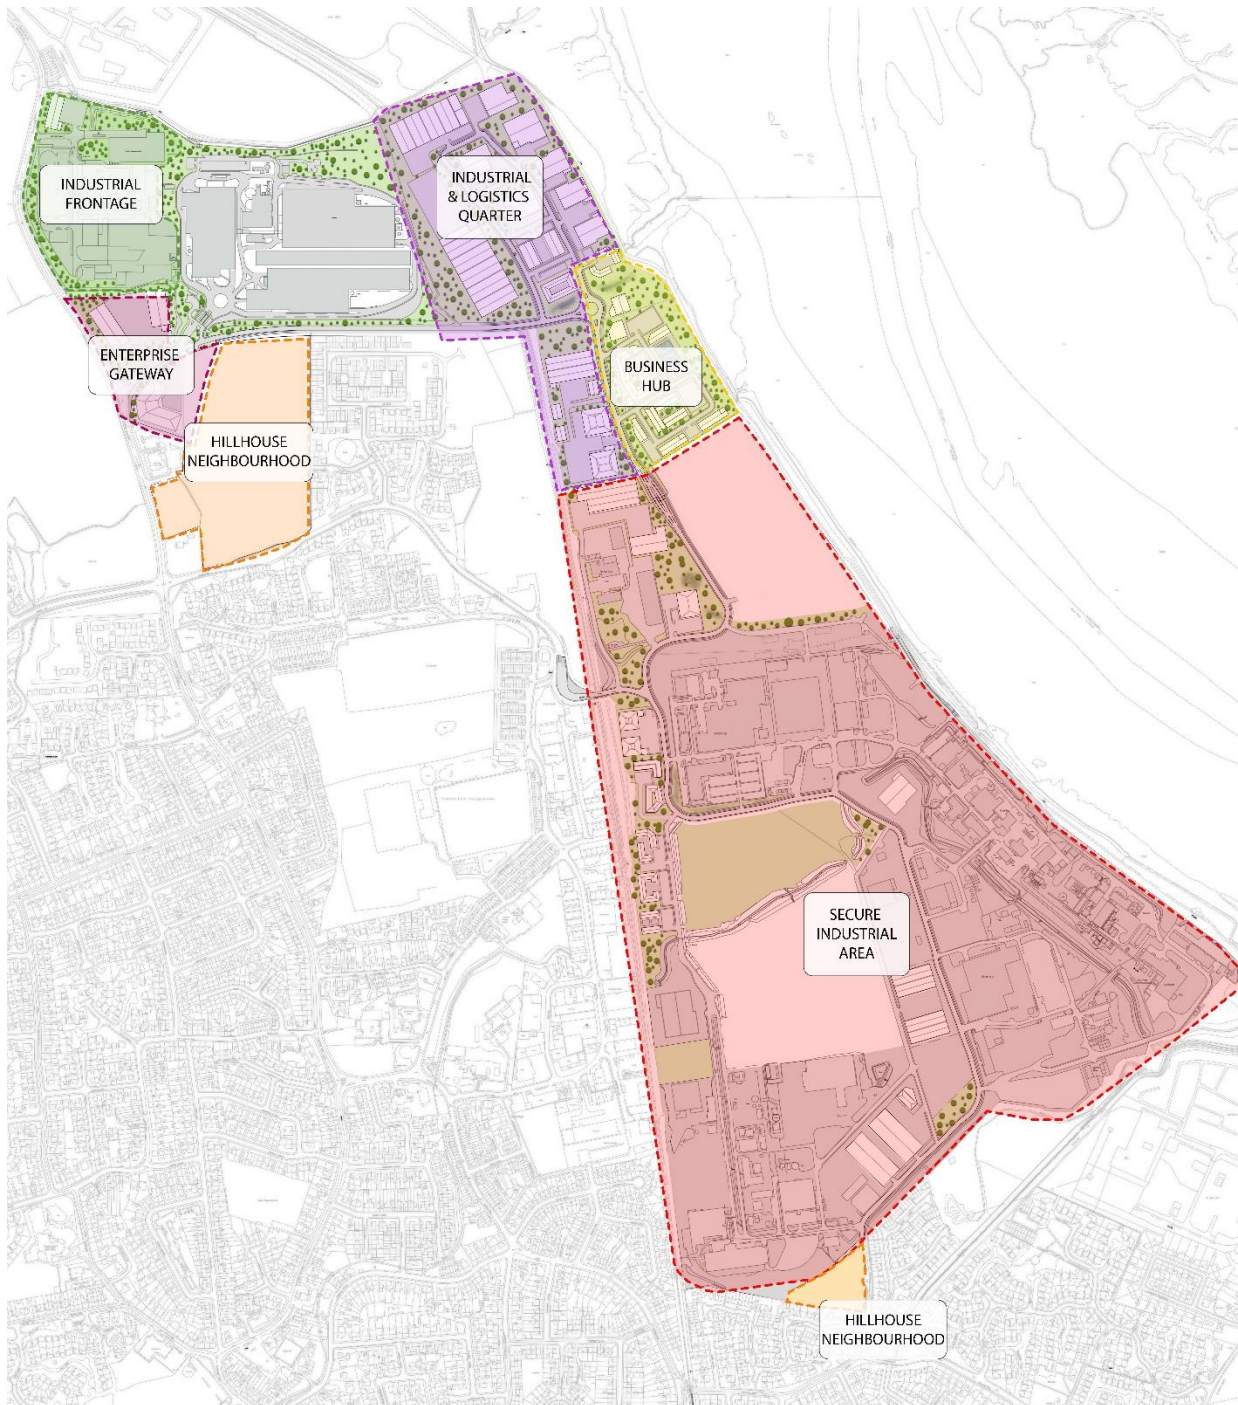 INDUSTRIAL
FRONTAGE
INDUSTRIAL
& LOGISTICS
QUARTER
ENTERPRISE
GATEWAY
BUSINESS
HUB
HILLHOUSE
NEIGHBOURHOOD
SECURE
INDUSTRIAL
AREA
HILLHOUSE
NEIGHBOURHOOD